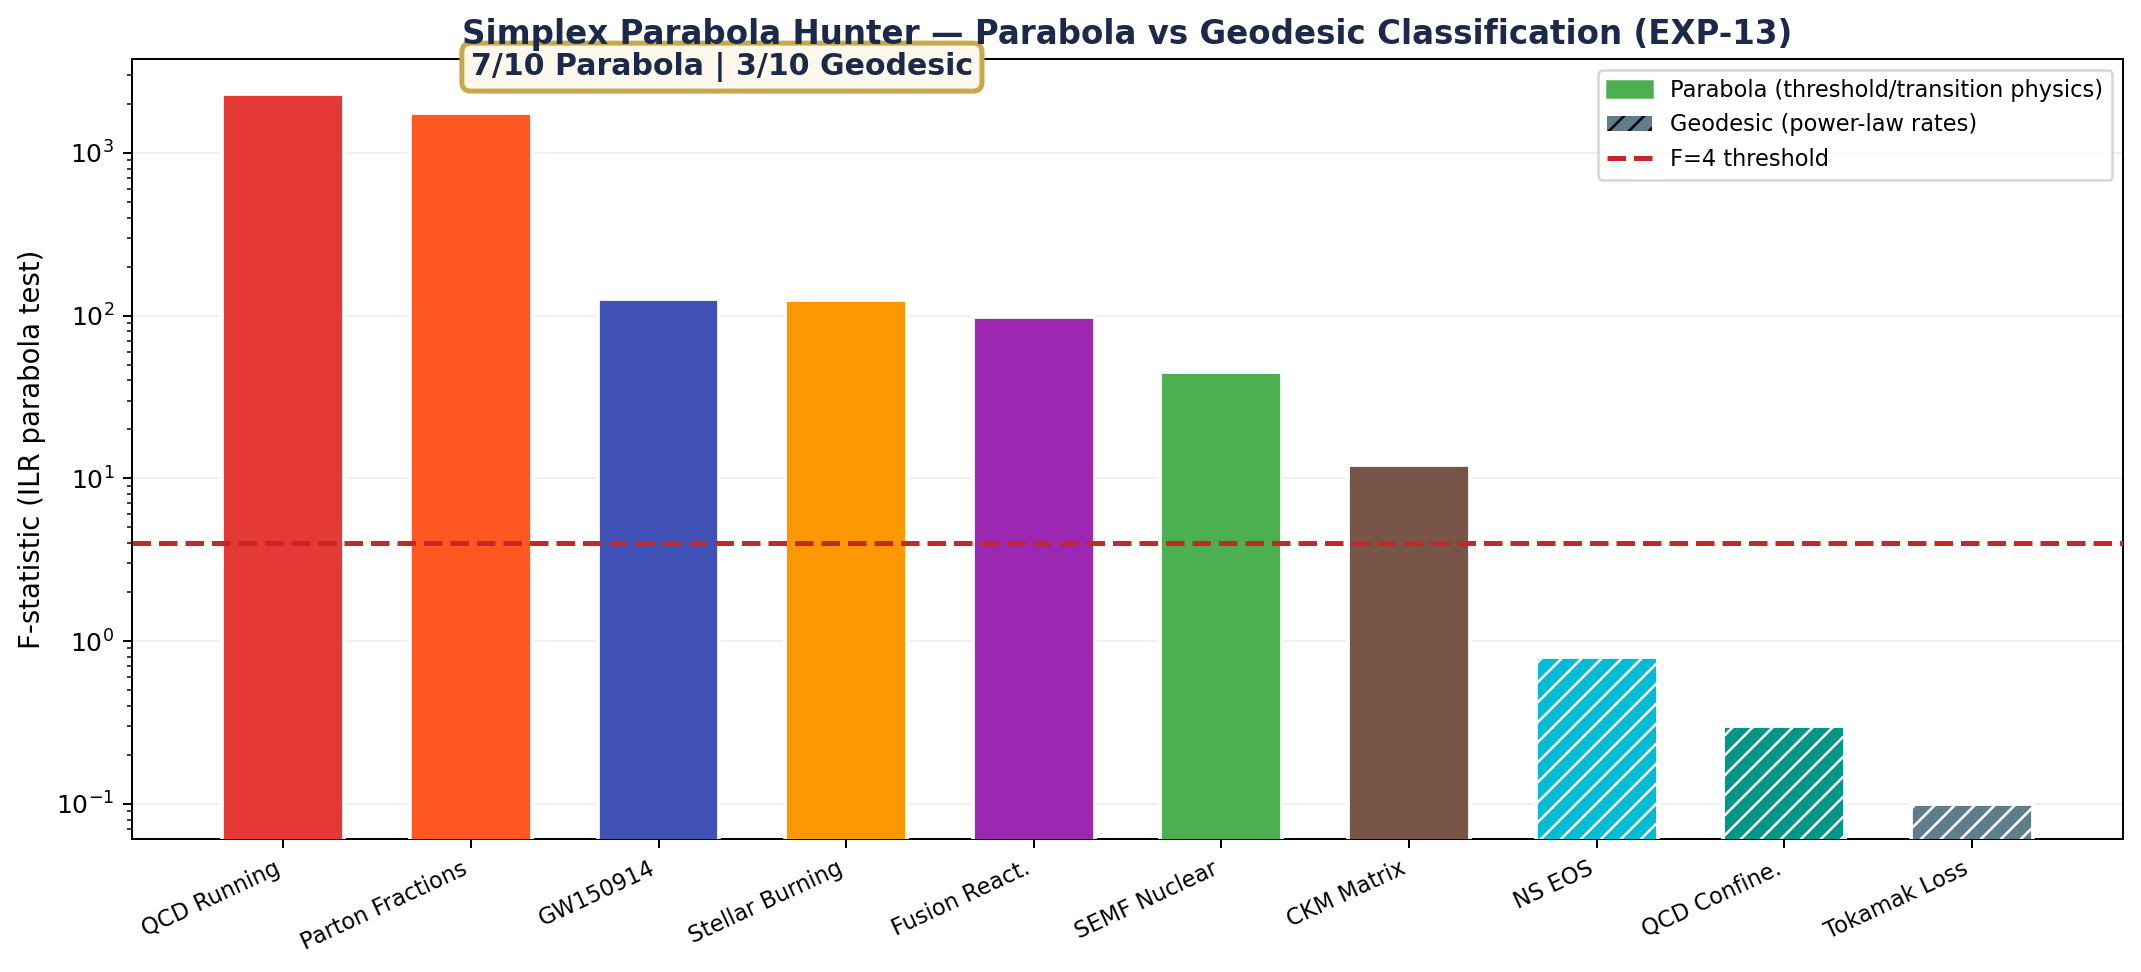 Simplex Parabola Hunter — Parabola vs Geodesic Classification (EXP-13)
7/10 Parabola | 3/10 Geodesic
Parabola (threshold/transition physics)
Geodesic (power-law rates)
F=4 threshold
F-statistic (ILR parabola test)
10³
10²
10¹
10⁰
10⁻¹
QCD Running
Parton Fractions
GW150914
Stellar Burning
Fusion React.
SEMF Nuclear
CKM Matrix
NS EOS
QCD Confine.
Tokamak Loss